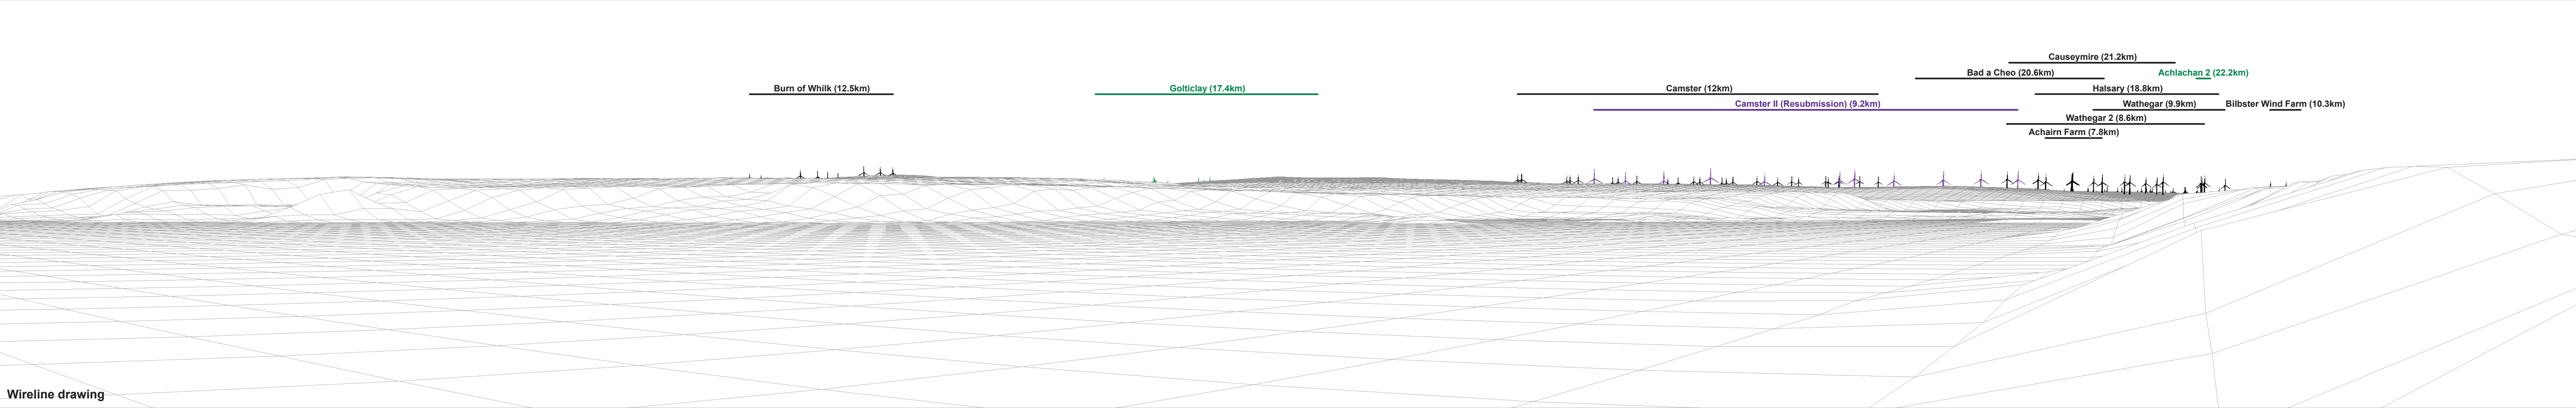 Causeymire (21.2km)
Bad a Cheo (20.6km)
Achlachan 2 (22.2km)
Burn of Whilk (12.5km)
Golticlay (17.4km)
Camster (12km)
Halsary (18.8km)
Camster II (Resubmission) (9.2km)
Wathegar (9.9km)
Bilbster Wind Farm (10.3km)
Wathegar 2 (8.6km)
Achairn Farm (7.8km)
Wireline drawing